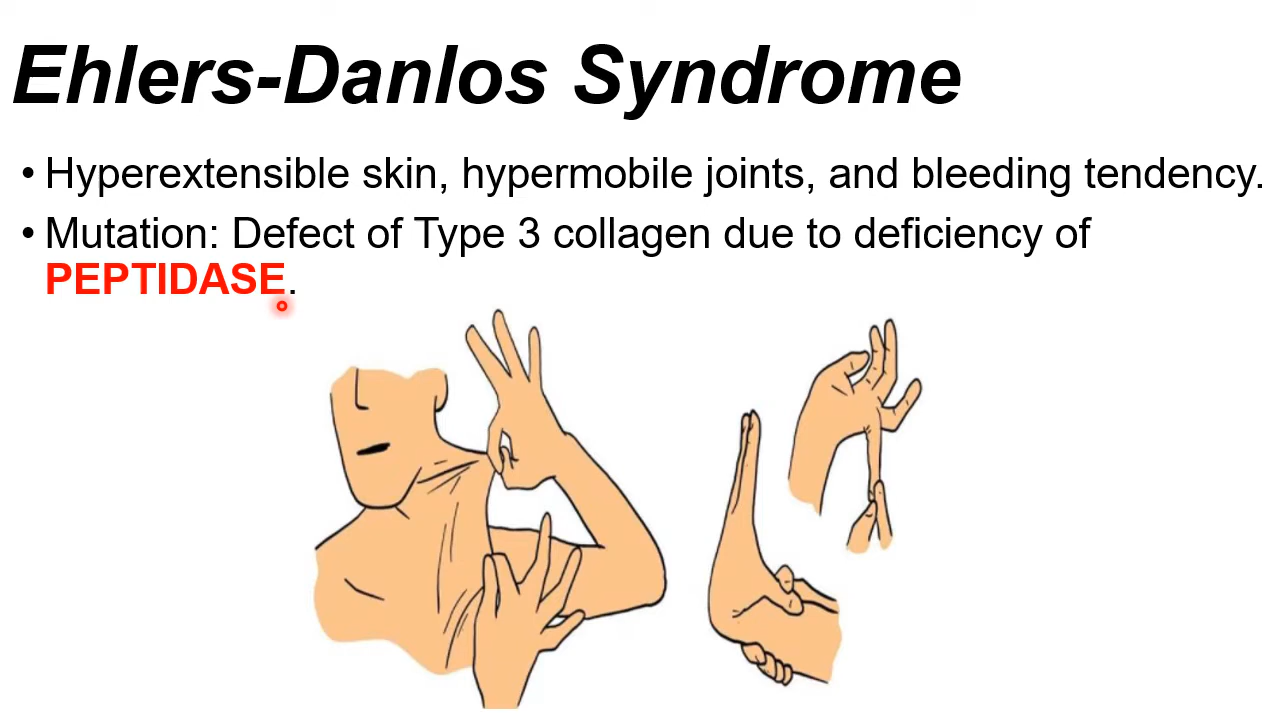 Ehlers-Danlos Syndrome
• Hyperextensible skin, hypermobile joints, and bleeding tendency.
• Mutation: Defect of Type 3 collagen due to deficiency of
PEPTIDASE.